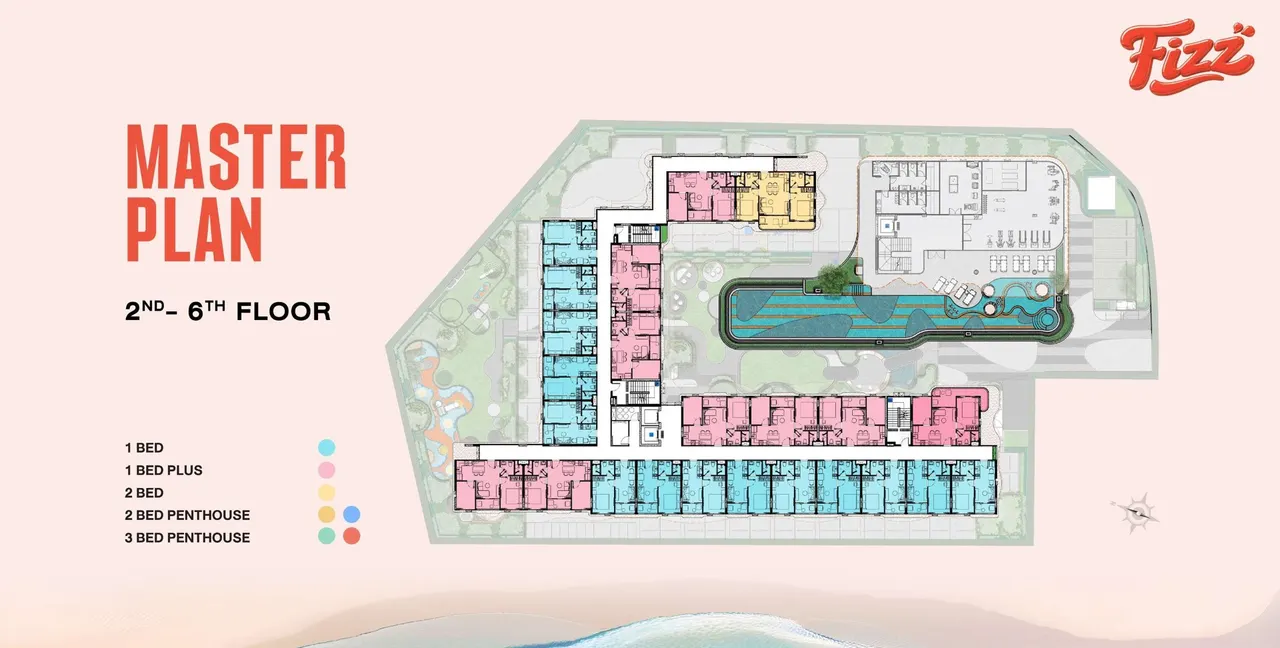 Fizz
MASTER
PLAN
2ND- 6TH FLOOR
1 BED
1 BED PLUS
2 BED
2 BED PENTHOUSE
3 BED PENTHOUSE